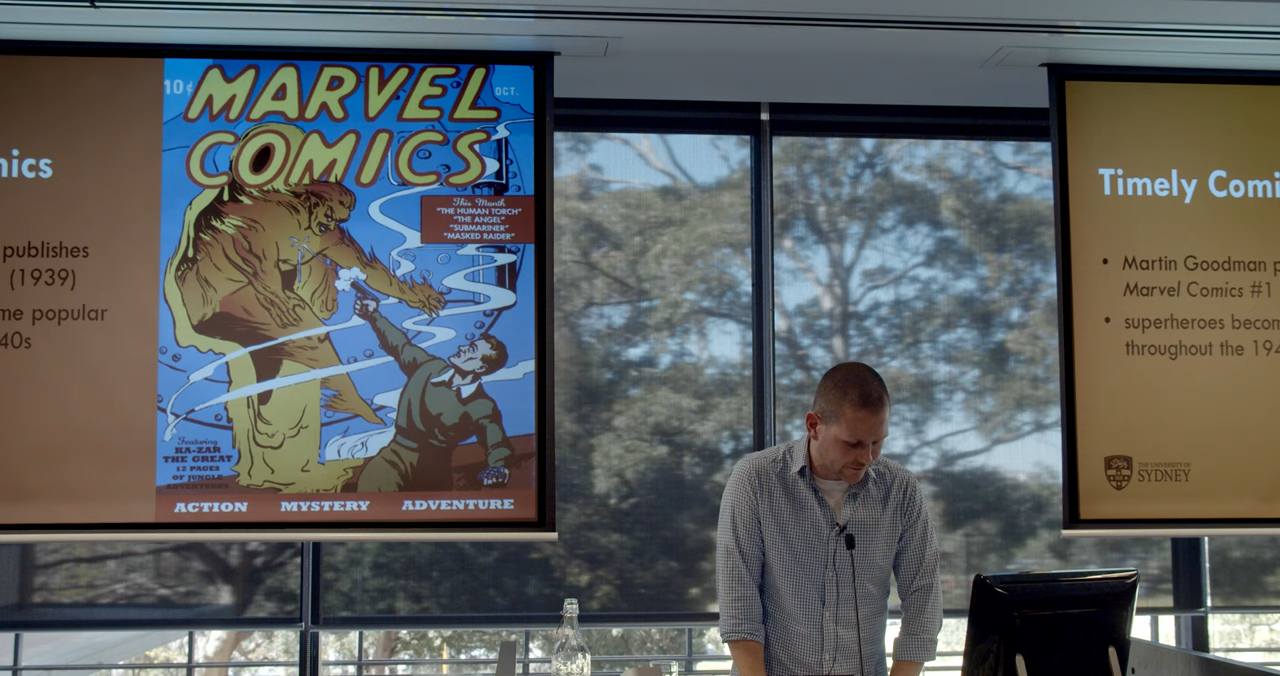 nics
publishes
(1939)
me popular
40s
10¢
MARVEL
OCT.
COMICS
This Month
"THE HUMAN TORCH"
"THE ANGEL"
"SUBMARINER"
"MASKED RAIDER"
Featuring
KA-ZAR
THE GREAT
12 PAGES
OF JUNGLE
ADVENTURES
ACTION MYSTERY ADVENTURE
Timely Comi
• Martin Goodman p
Marvel Comics #1
• superheroes becom
throughout the 194
THE UNIVERSITY OF
SYDNEY